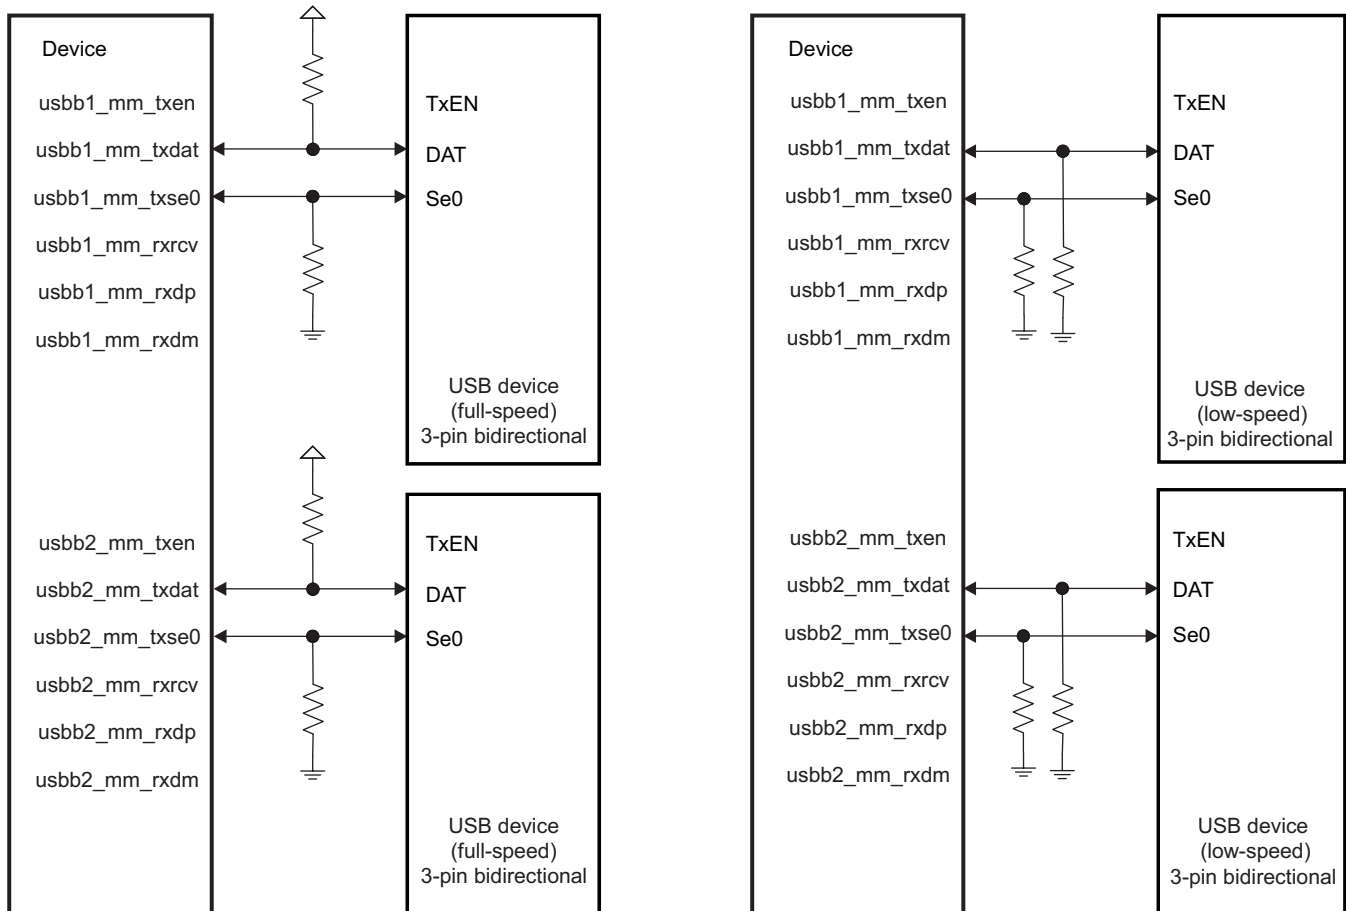 Device
usbb1_mm_txen
usbb1_mm_txdat
usbb1_mm_txse0
usbb1_mm_rxrcv
usbb1_mm_rxdp
usbb1_mm_rxdm
TxEN
DAT
Se0
USB device
(full-speed)
3-pin bidirectional
usbb2_mm_txen
usbb2_mm_txdat
usbb2_mm_txse0
usbb2_mm_rxrcv
usbb2_mm_rxdp
usbb2_mm_rxdm
TxEN
DAT
Se0
USB device
(full-speed)
3-pin bidirectional
Device
usbb1_mm_txen
usbb1_mm_txdat
usbb1_mm_txse0
usbb1_mm_rxrcv
usbb1_mm_rxdp
usbb1_mm_rxdm
TxEN
DAT
Se0
USB device
(low-speed)
3-pin bidirectional
usbb2_mm_txen
usbb2_mm_txdat
usbb2_mm_txse0
usbb2_mm_rxrcv
usbb2_mm_rxdp
usbb2_mm_rxdm
TxEN
DAT
Se0
USB device
(low-speed)
3-pin bidirectional